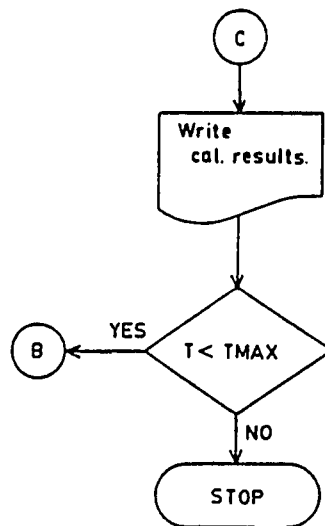 C
Write
cal. results.
YES
B
T < TMAX
NO
STOP